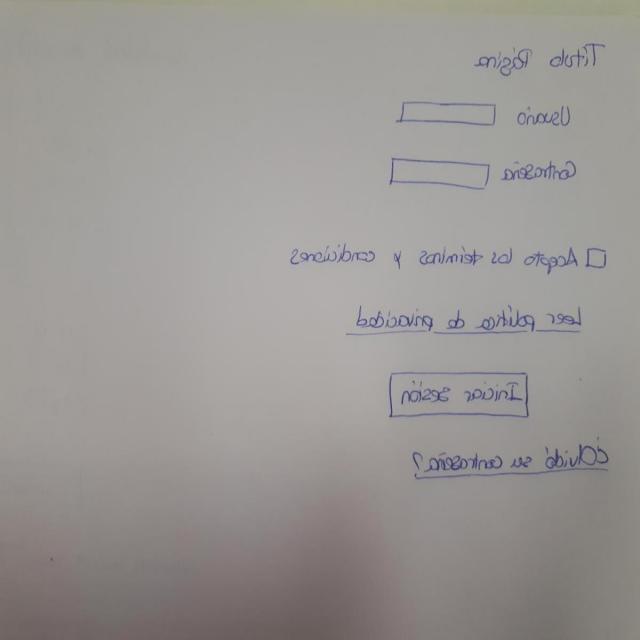 Título Página
Usuario
Contraseña
Acepto los términos y condiciones
Leer política de privacidad
Iniciar sesión
¿Olvidó su contraseña?